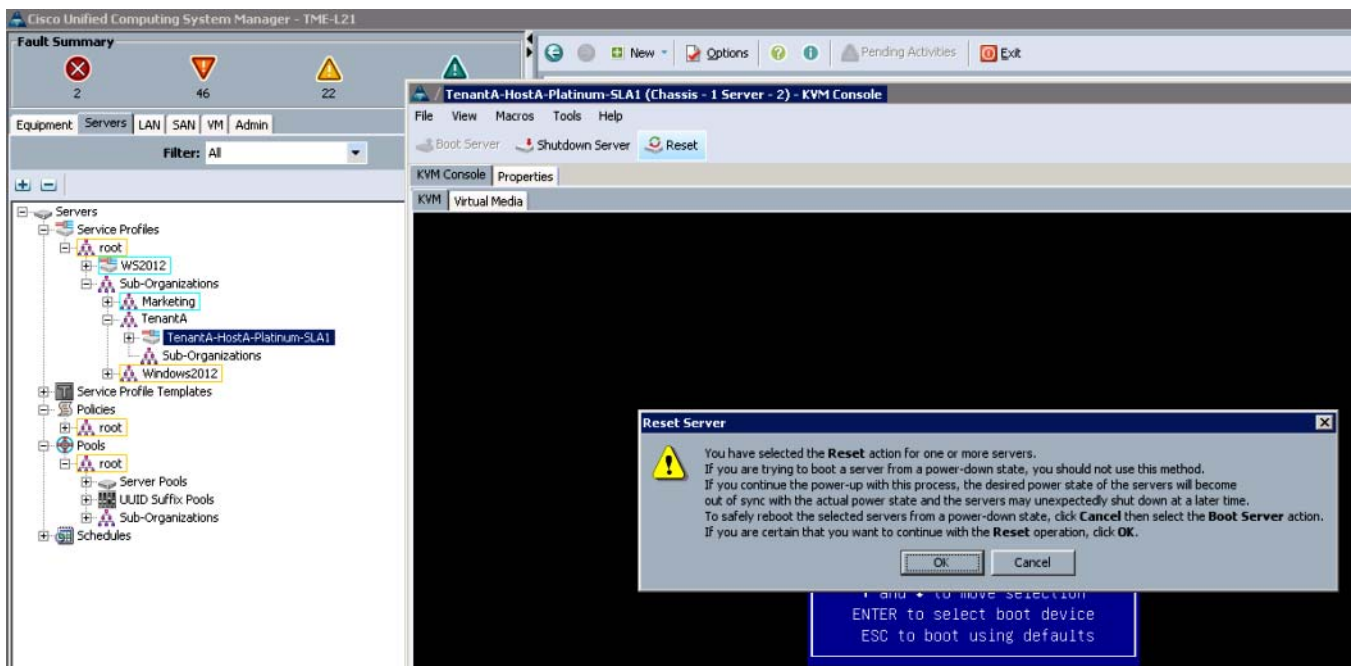 Cisco Unified Computing System Manager - TME-L21
Fault Summary
2 46 22
New Options Pending Activities Exit
Equipment Servers LAN SAN VM Admin
Filter: All
Servers
Service Profiles
root
WS2012
Sub-Organizations
Marketing
TenantA
TenantA-HostA-Platinum-SLA1
Sub-Organizations
Windows2012
Service Profile Templates
Policies
root
Pools
root
Server Pools
UUID Suffix Pools
Sub-Organizations
Schedules
/ TenantA-HostA-Platinum-SLA1 (Chassis - 1 Server - 2) - KVM Console
File View Macros Tools Help
Boot Server Shutdown Server Reset
KVM Console Properties
KVM Virtual Media
Reset Server
You have selected the Reset action for one or more servers.
If you are trying to boot a server from a power-down state, you should not use this method.
If you continue the power-up with this process, the desired power state of the servers will become
out of sync with the actual power state and the servers may unexpectedly shut down at a later time.
To safely reboot the selected servers from a power-down state, click Cancel then select the Boot Server action.
If you are certain that you want to continue with the Reset operation, click OK.
OK Cancel
and to move selection
ENTER to select boot device
ESC to boot using defaults